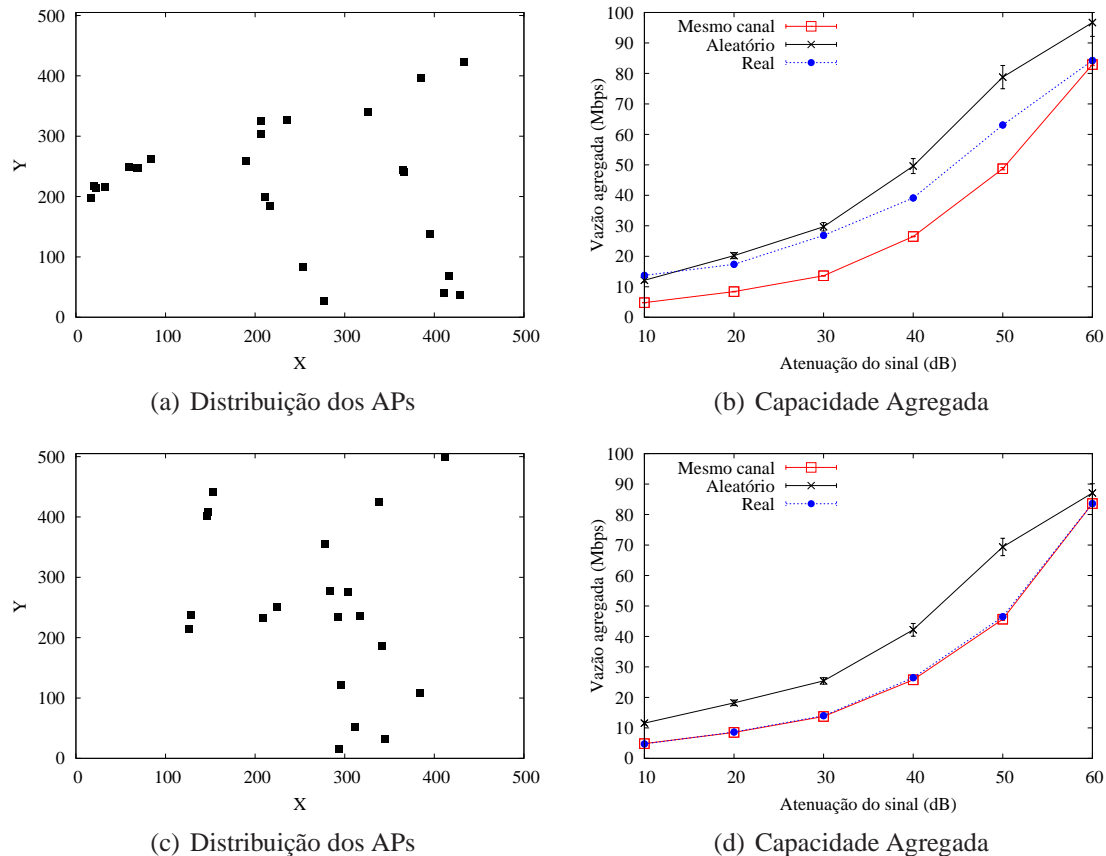 500
400
300
200
100
0
Y
0 100 200 300 400 500
X
(a) Distribuição dos APs
100
90
80
70
60
50
40
30
20
10
0
Vazão agregada (Mbps)
Mesmo canal
Aleatório
Real
10 20 30 40 50 60
Atenuação do sinal (dB)
(b) Capacidade Agregada
500
400
300
200
100
0
Y
0 100 200 300 400 500
X
(c) Distribuição dos APs
100
90
80
70
60
50
40
30
20
10
0
Vazão agregada (Mbps)
Mesmo canal
Aleatório
Real
10 20 30 40 50 60
Atenuação do sinal (dB)
(d) Capacidade Agregada